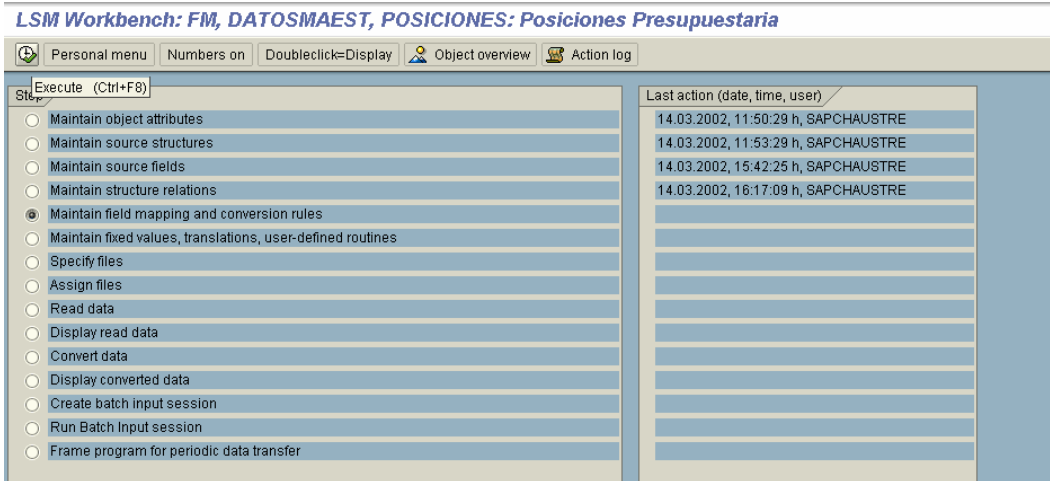 LSM Workbench: FM, DATOSMAEST, POSICIONES: Posiciones Presupuestaria
Personal menu Numbers on Doubleclick=Display Object overview Action log
Execute (Ctrl+F8)
Last action (date, time, user)
Maintain object attributes 14.03.2002, 11:50:29 h, SAPCHAUSTRE
Maintain source structures 14.03.2002, 11:53:29 h, SAPCHAUSTRE
Maintain source fields 14.03.2002, 15:42:25 h, SAPCHAUSTRE
Maintain structure relations 14.03.2002, 16:17:09 h, SAPCHAUSTRE
Maintain field mapping and conversion rules
Maintain fixed values, translations, user-defined routines
Specify files
Assign files
Read data
Display read data
Convert data
Display converted data
Create batch input session
Run Batch Input session
Frame program for periodic data transfer